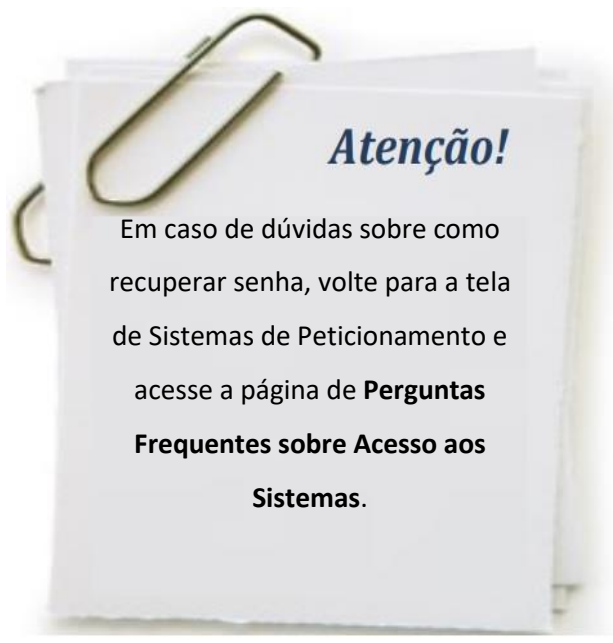 Atenção!
Em caso de dúvidas sobre como
recuperar senha, volte para a tela
de Sistemas de Peticionamento e
acesse a página de Perguntas
Frequentes sobre Acesso aos
Sistemas.